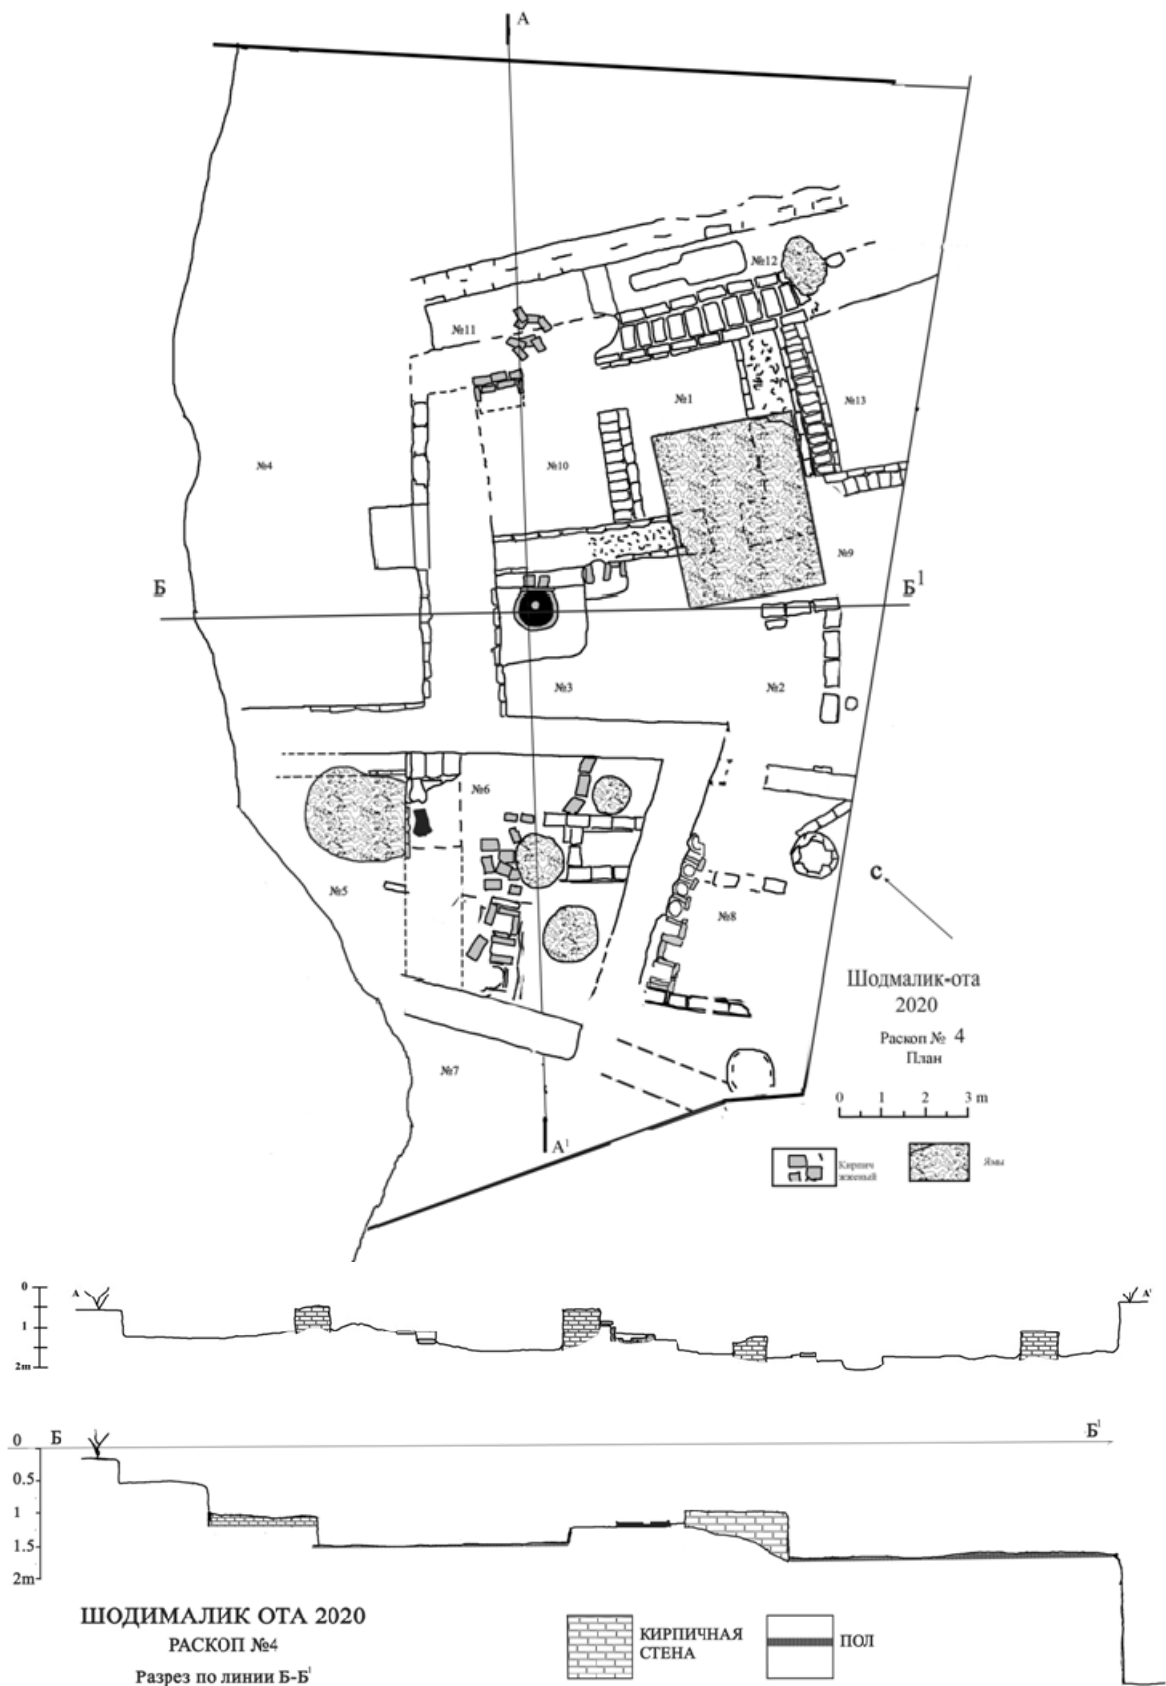 А
№12
№11
№1
№13
№4
№10
№9
Б
Б¹
№3
№2
№6
№5
с
№8
Шодмалик-ота
2020
Раскоп № 4
План
№7
0 1 2 3 m
А¹
Кирпич
жженый
Ямы
0
А
А¹
1
2m
0
Б
Б¹
0.5
1
1.5
2m
ШОДИМАЛИК ОТА 2020
РАСКОП №4
Разрез по линии Б-Б¹
КИРПИЧНАЯ
СТЕНА
ПОЛ